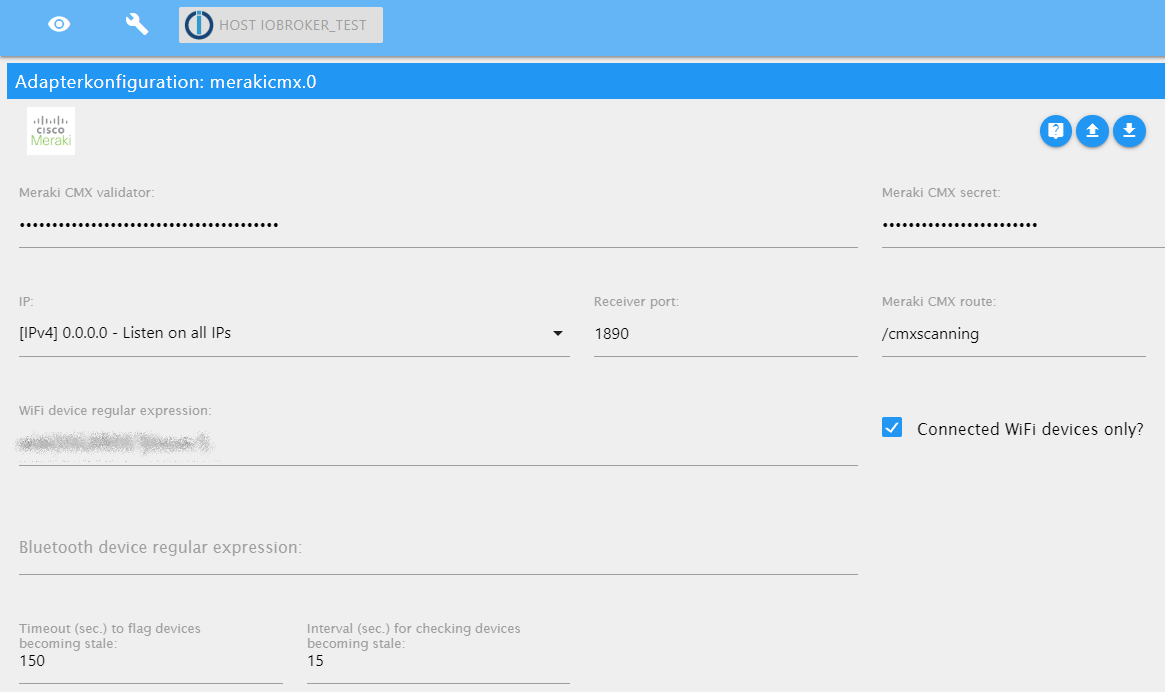 HOST IOBROKER_TEST
Adapterkonfiguration: merakicmx.0
cisco
Meraki
Meraki CMX validator:
Meraki CMX secret:
••••••••••••••••••••••••••••••••••••••••
••••••••••••••••••••••••
IP:
Receiver port:
Meraki CMX route:
[IPv4] 0.0.0.0 - Listen on all IPs
1890
/cmxscanning
WiFi device regular expression:
Connected WiFi devices only?
Bluetooth device regular expression:
Timeout (sec.) to flag devices
becoming stale:
150
Interval (sec.) for checking devices
becoming stale:
15